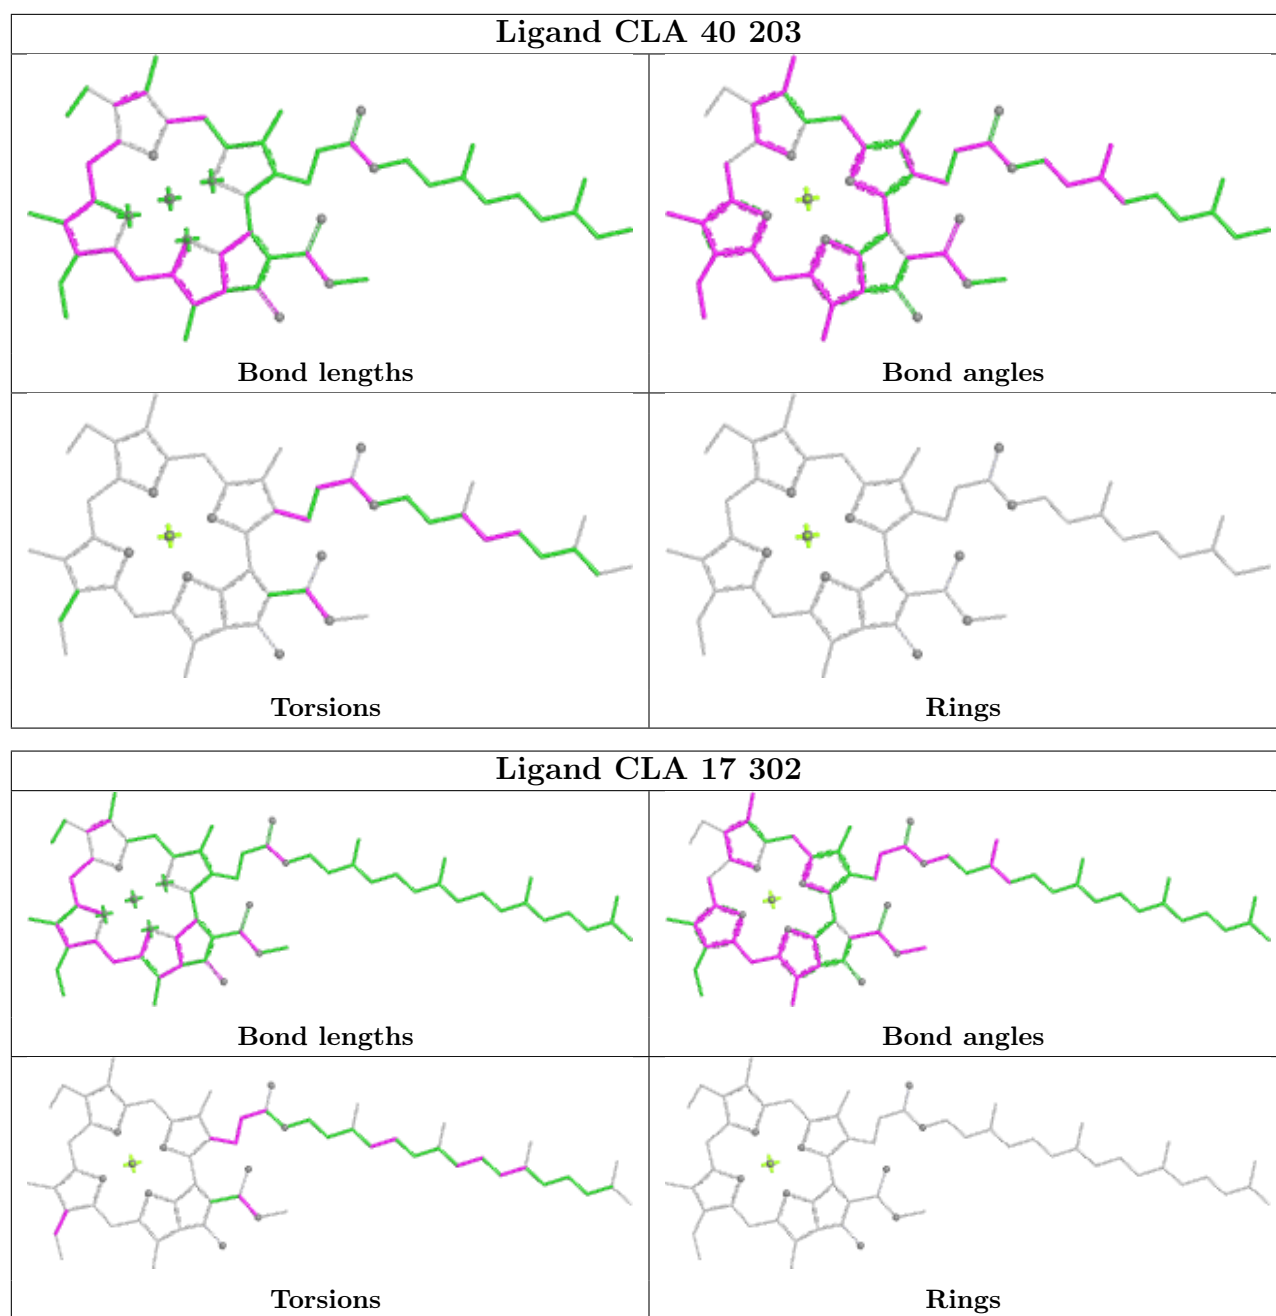 Ligand CLA 40 203
Bond lengths
Bond angles
Torsions
Rings
Ligand CLA 17 302
Bond lengths
Bond angles
Torsions
Rings